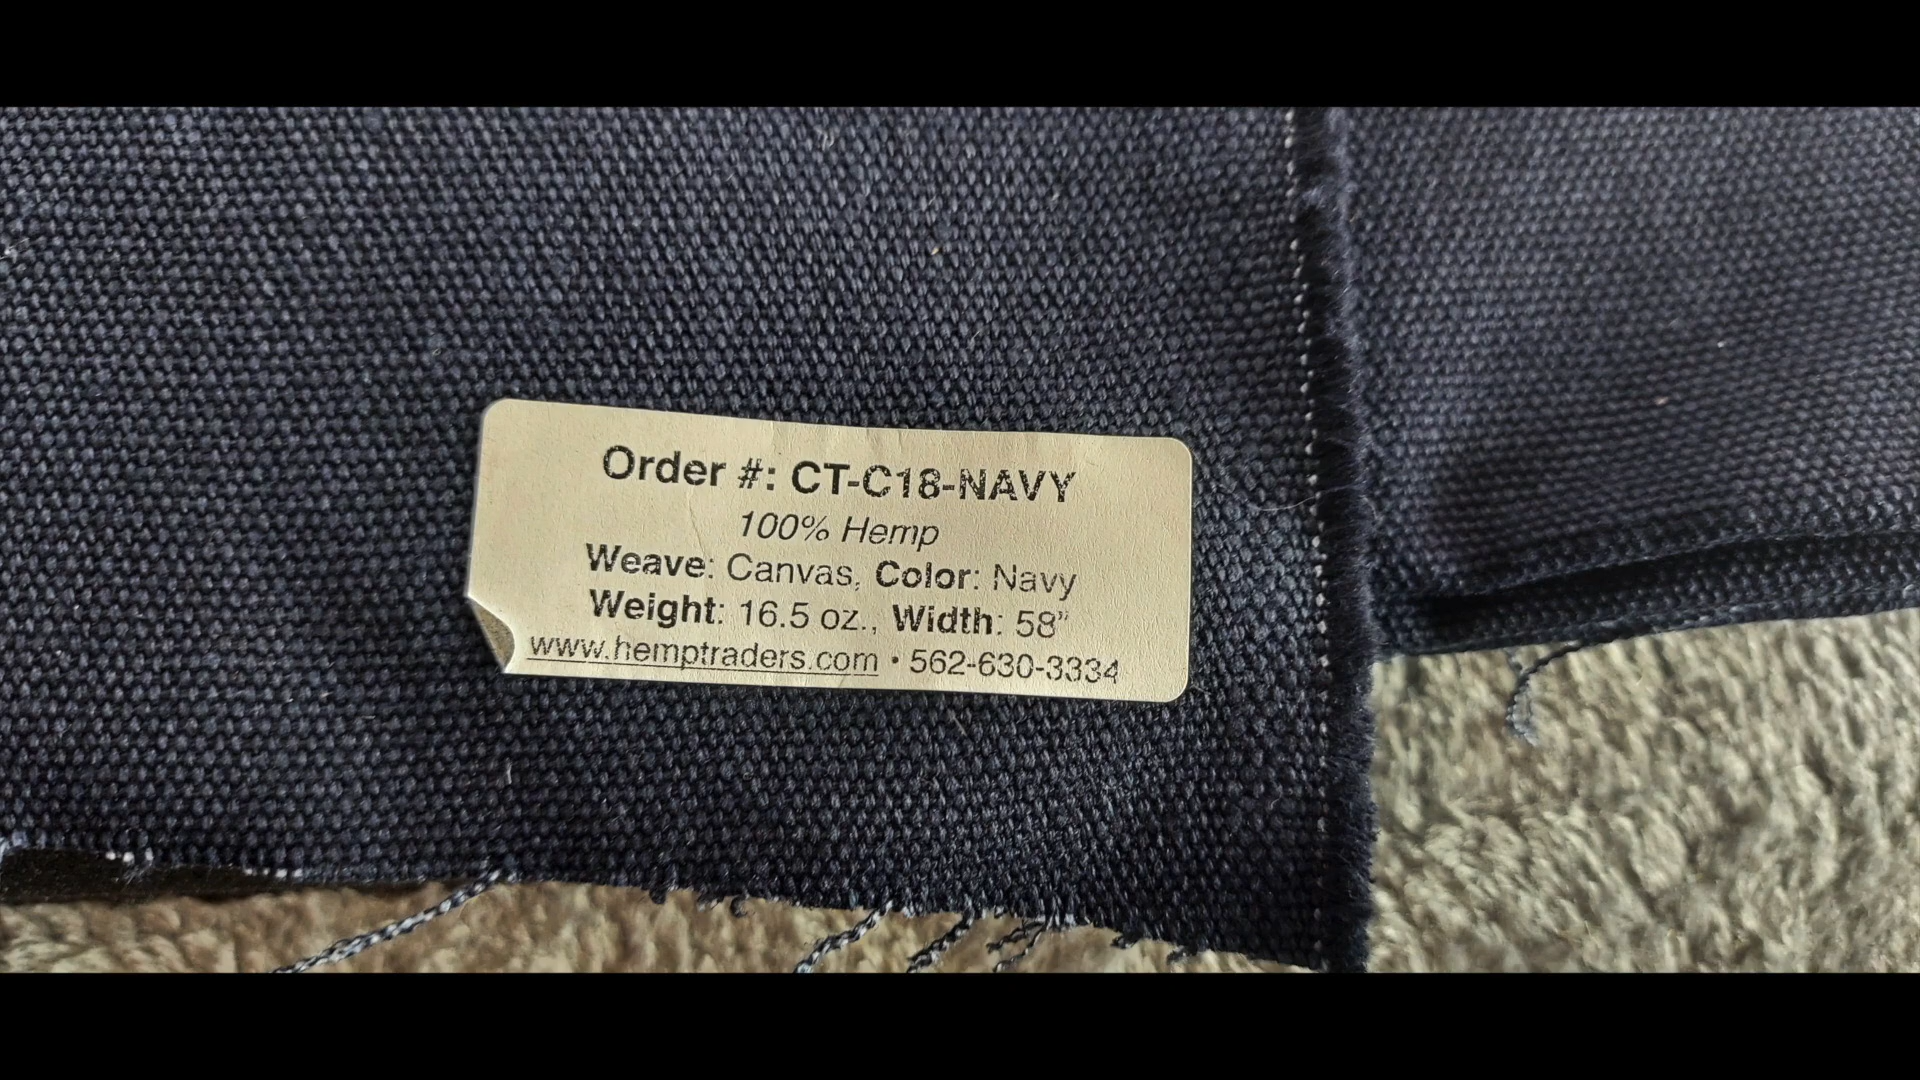 Order #: CT-C18-NAVY
100% Hemp
Weave: Canvas, Color: Navy
Weight: 16.5 oz., Width: 58”
www.hemptraders.com • 562-630-3334